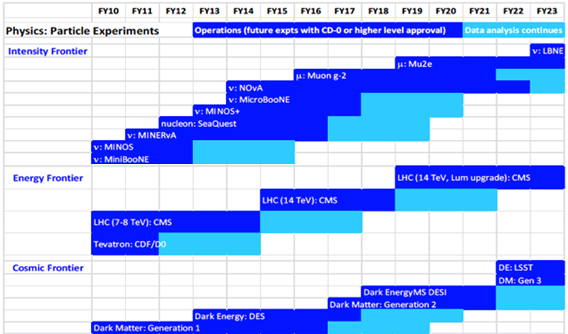 FY10 FY11 FY12 FY13 FY14 FY15 FY16 FY17 FY18 FY19 FY20 FY21 FY22 FY23
Physics: Particle Experiments Operations (future expts with CD-0 or higher level approval) Data analysis continues
Intensity Frontier ν: LBNE
μ: Mu2e
μ: Muon g-2
ν: NOvA
ν: MicroBooNE
ν: MINOS+
nucleon: SeaQuest
ν: MINERvA
ν: MINOS
ν: MiniBooNE
Energy Frontier LHC (14 TeV, Lum upgrade): CMS
LHC (14 TeV): CMS
LHC (7-8 TeV): CMS
Tevatron: CDF/D0
Cosmic Frontier DE: LSST
DM: Gen 3
Dark EnergyMS DESI
Dark Matter: Generation 2
Dark Energy: DES
Dark Matter: Generation 1